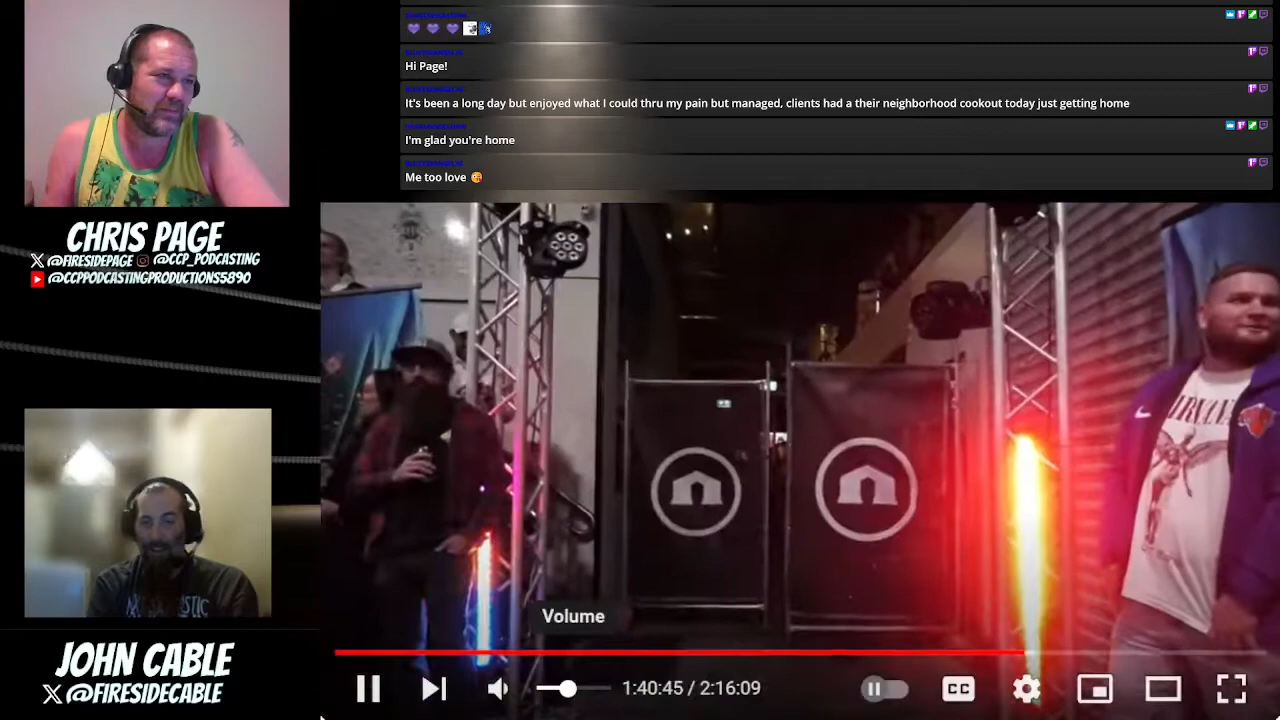 Hi Page!
It's been a long day but enjoyed what I could thru my pain but managed, clients had a their neighborhood cookout today just getting home
I'm glad you're home
Me too love
CHRIS PAGE
@FIRESIDEPAGE @CCP_PODCASTING
@CCPPODCASTINGPRODUCTIONS5890
NIRVANA
JOHN CABLE
@FIRESIDECABLE
Volume
1:40:45 / 2:16:09
CC